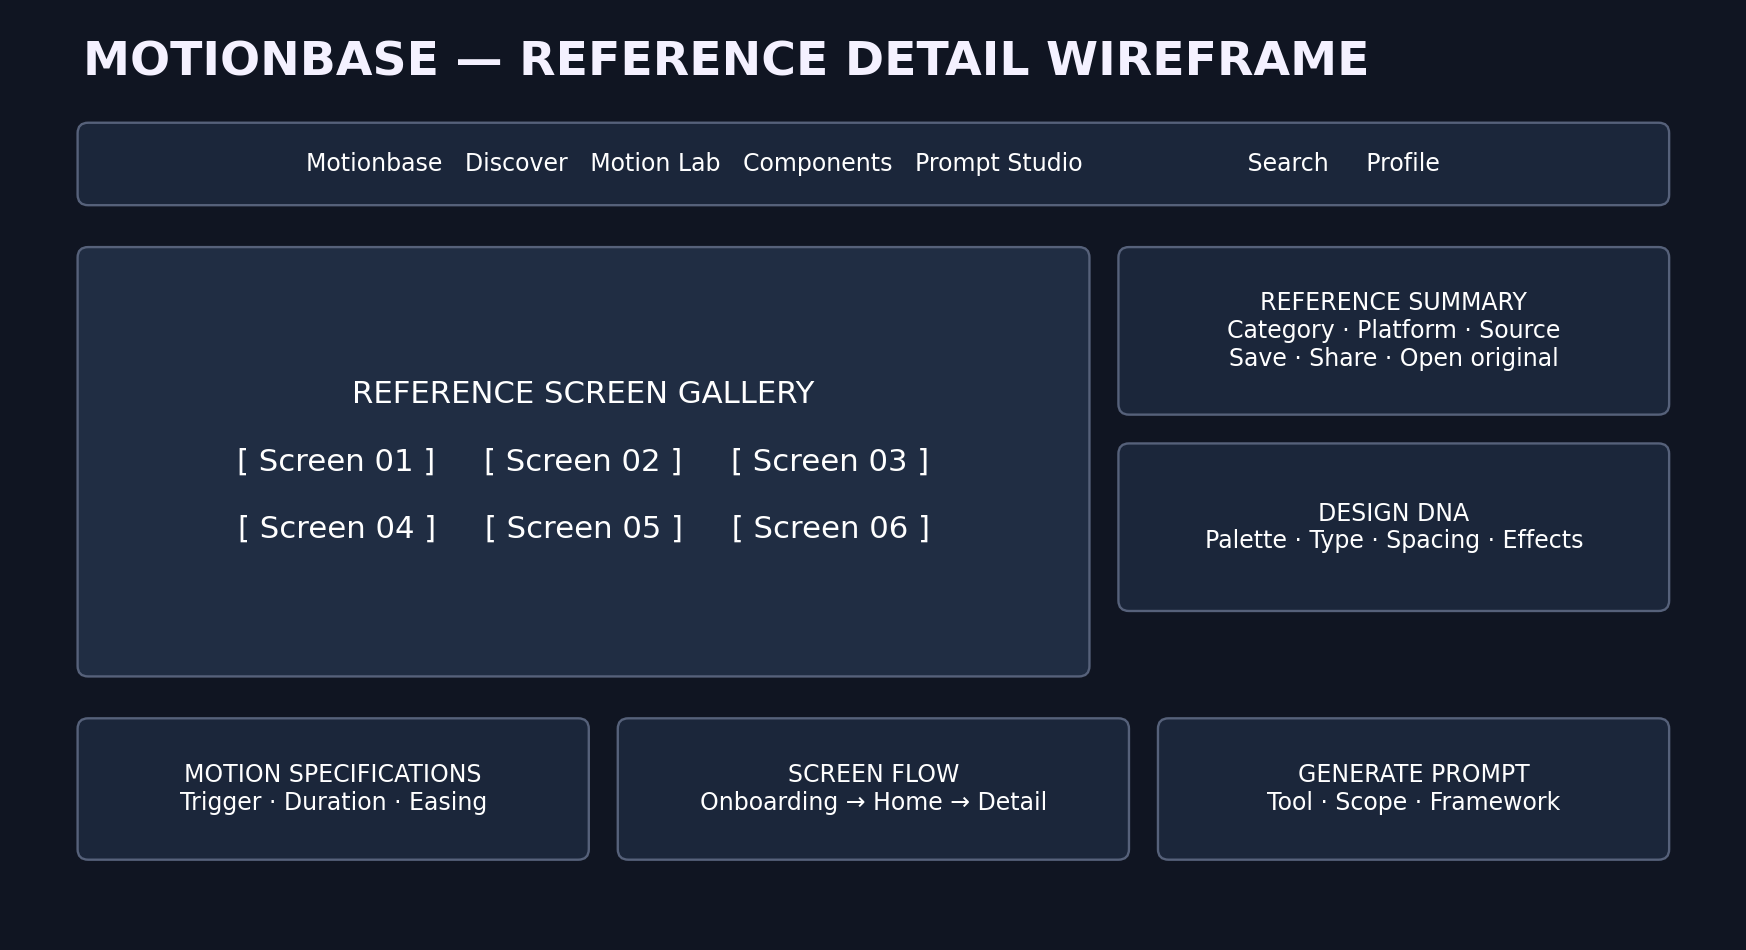 MOTIONBASE — REFERENCE DETAIL WIREFRAME
Motionbase Discover Motion Lab Components Prompt Studio Search Profile
REFERENCE SCREEN GALLERY
[ Screen 01 ] [ Screen 02 ] [ Screen 03 ]
[ Screen 04 ] [ Screen 05 ] [ Screen 06 ]
REFERENCE SUMMARY
Category · Platform · Source
Save · Share · Open original
DESIGN DNA
Palette · Type · Spacing · Effects
MOTION SPECIFICATIONS
Trigger · Duration · Easing
SCREEN FLOW
Onboarding → Home → Detail
GENERATE PROMPT
Tool · Scope · Framework